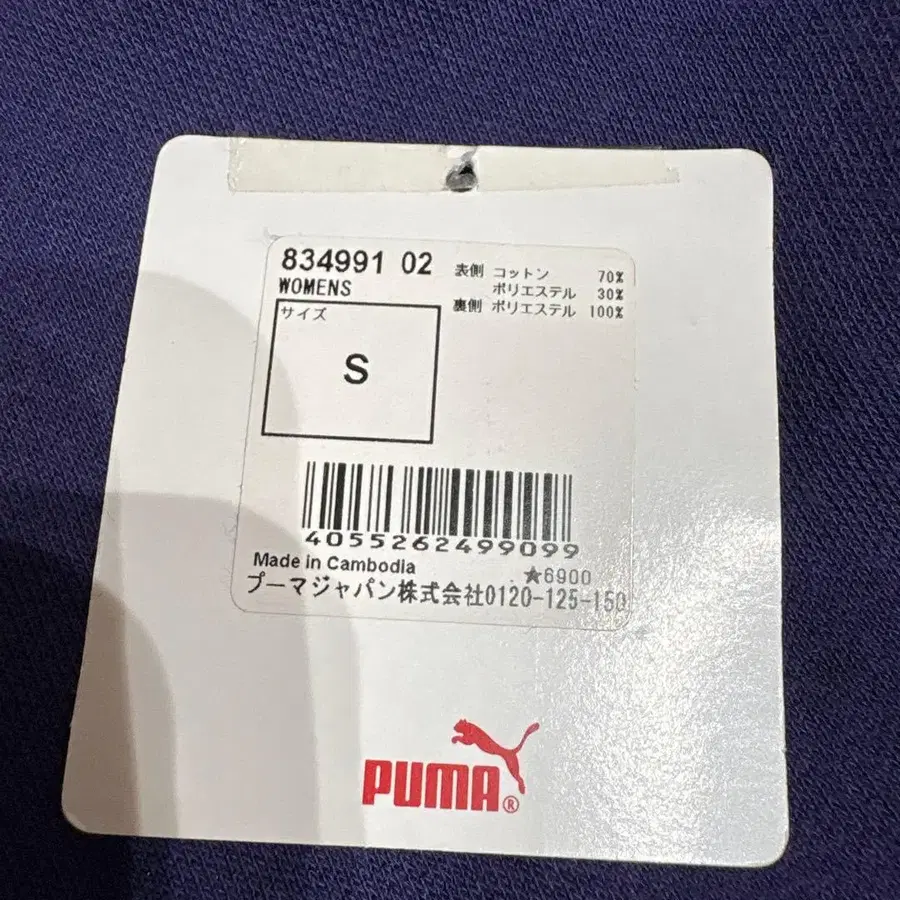 834991 02
WOMENS
サイズ
S
表側 コットン 70%
ポリエステル 30%
裏側 ポリエステル 100%
4055262499099
Made in Cambodia
★6900
プーマジャパン株式会社0120-125-150
PUMA®